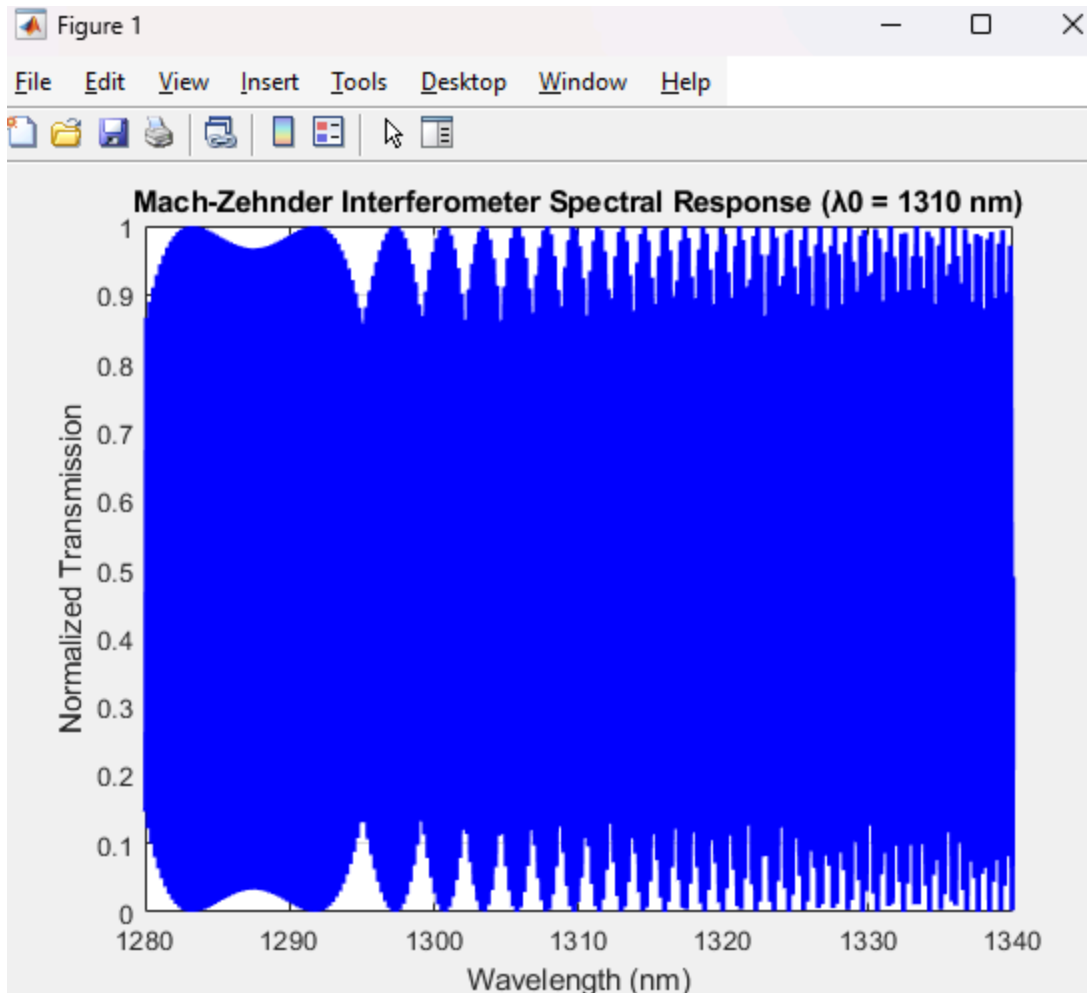 Figure 1
File Edit View Insert Tools Desktop Window Help
Mach-Zehnder Interferometer Spectral Response (λ0 = 1310 nm)
1
0.9
0.8
0.7
0.6
0.5
0.4
0.3
0.2
0.1
0
Normalized Transmission
1280 1290 1300 1310 1320 1330 1340
Wavelength (nm)